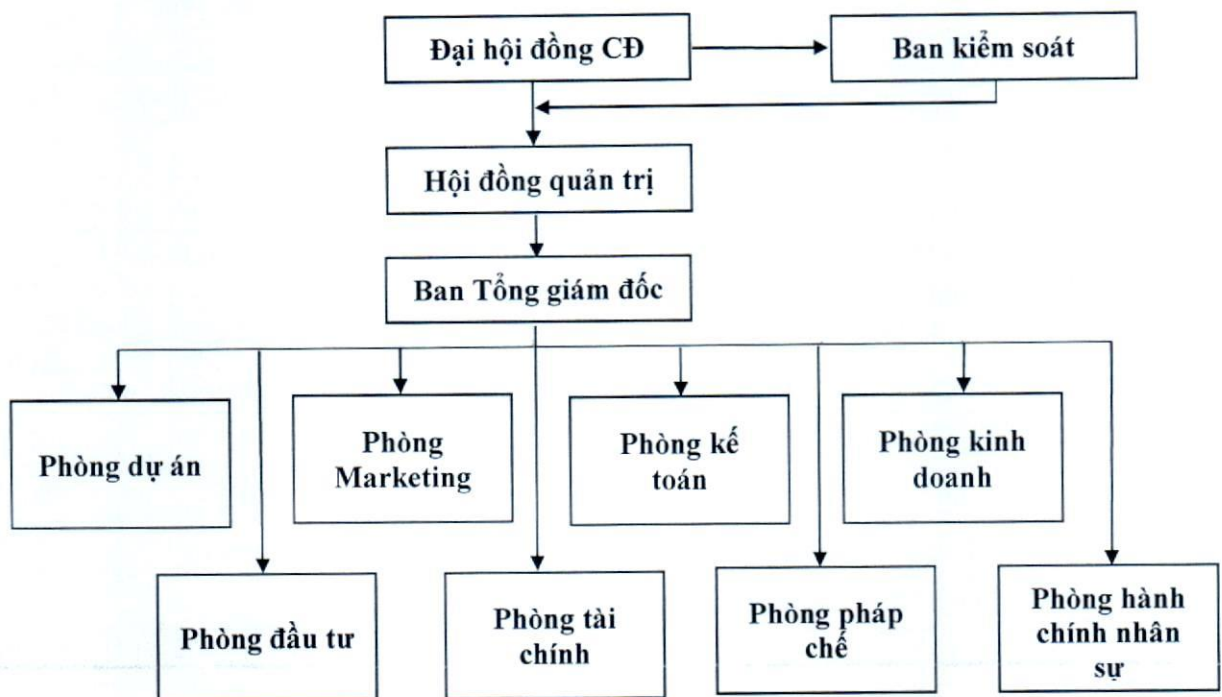 Đại hội đồng CĐ
Ban kiểm soát
Hội đồng quản trị
Ban Tổng giám đốc
Phòng dự án
Phòng
Marketing
Phòng kế
toán
Phòng kinh
doanh
Phòng đầu tư
Phòng tài
chính
Phòng pháp
chế
Phòng hành
chính nhân
sự